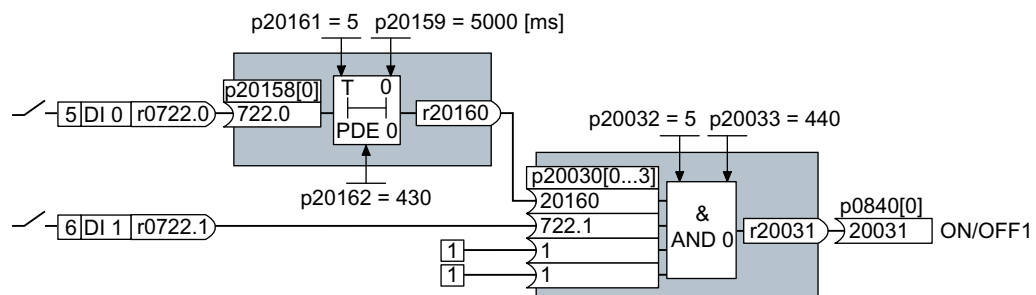 p20161 = 5 p20159 = 5000 [ms]
p20158[0] T 0
5 DI 0 r0722.0 722.0 r20160
PDE 0
p20032 = 5 p20033 = 440
p20162 = 430
p20030[0...3]
20160
p0840[0]
6 DI 1 r0722.1 722.1 & r20031 20031 ON/OFF1
AND 0
1 1
1 1